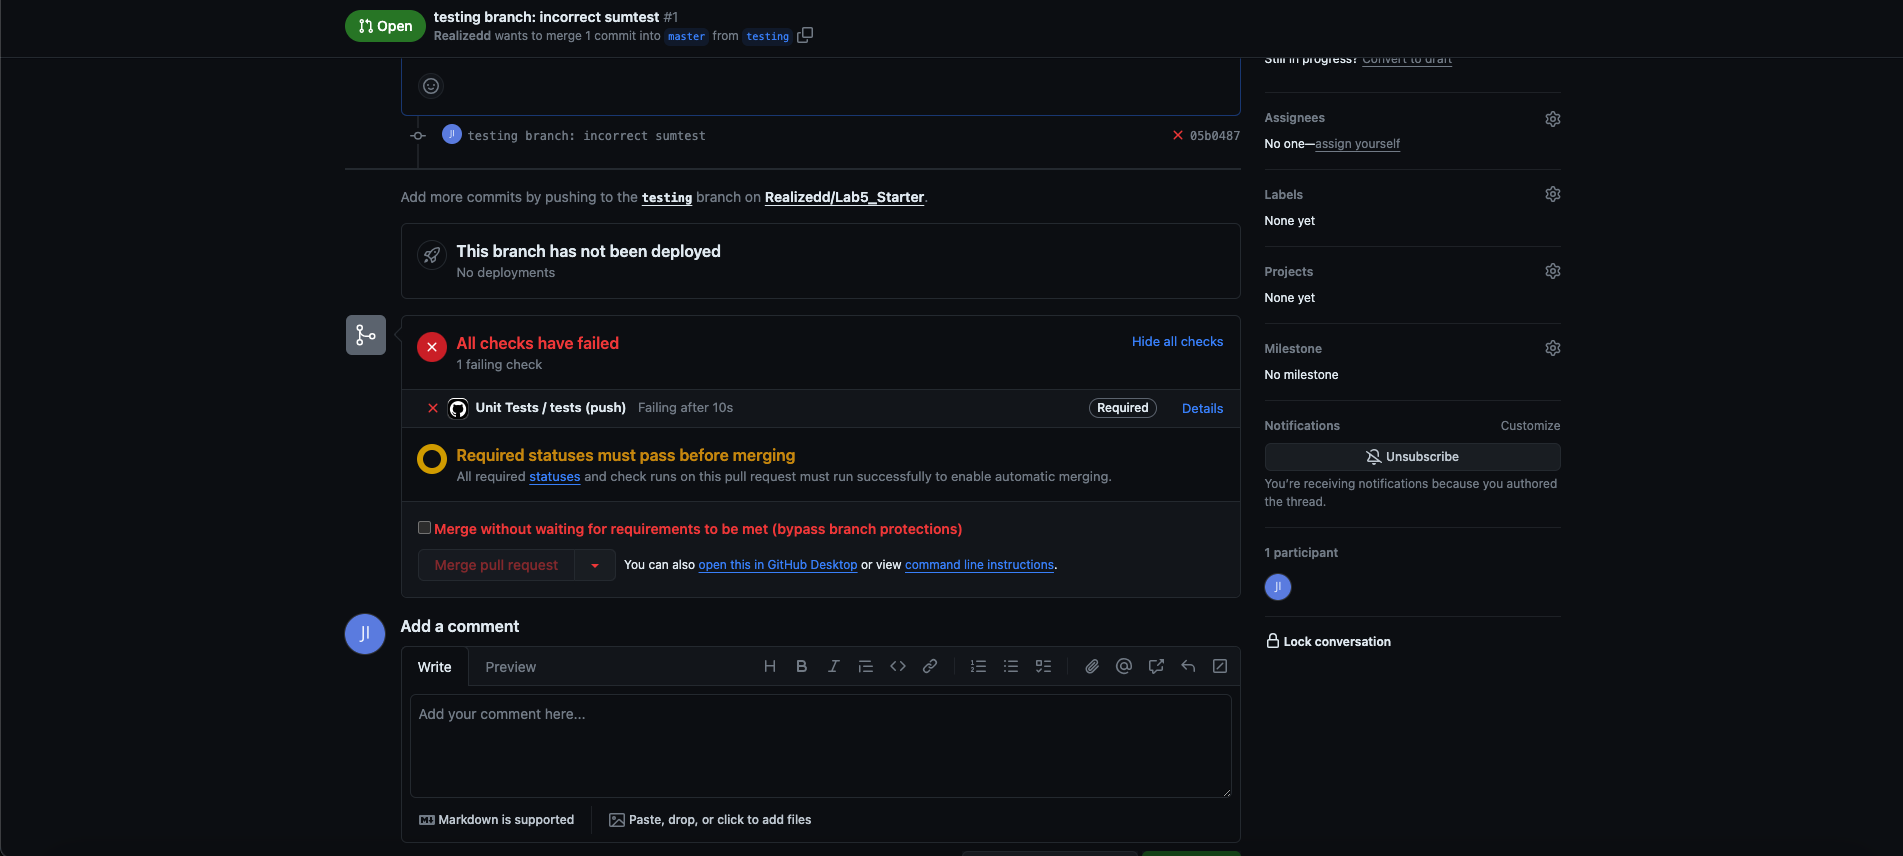 Open
testing branch: incorrect sumtest #1
Realizedd wants to merge 1 commit into master from testing
testing branch: incorrect sumtest
05b0487
Add more commits by pushing to the testing branch on Realizedd/Lab5_Starter.
This branch has not been deployed
No deployments
All checks have failed
1 failing check
Hide all checks
Unit Tests / tests (push) Failing after 10s
Required
Details
Required statuses must pass before merging
All required statuses and check runs on this pull request must run successfully to enable automatic merging.
Merge without waiting for requirements to be met (bypass branch protections)
Merge pull request
You can also open this in GitHub Desktop or view command line instructions.
JI
Add a comment
Write
Preview
Add your comment here...
Markdown is supported
Paste, drop, or click to add files
Still in progress? Convert to draft
Assignees
No one—assign yourself
Labels
None yet
Projects
None yet
Milestone
No milestone
Notifications
Customize
Unsubscribe
You're receiving notifications because you authored
the thread.
1 participant
JI
Lock conversation